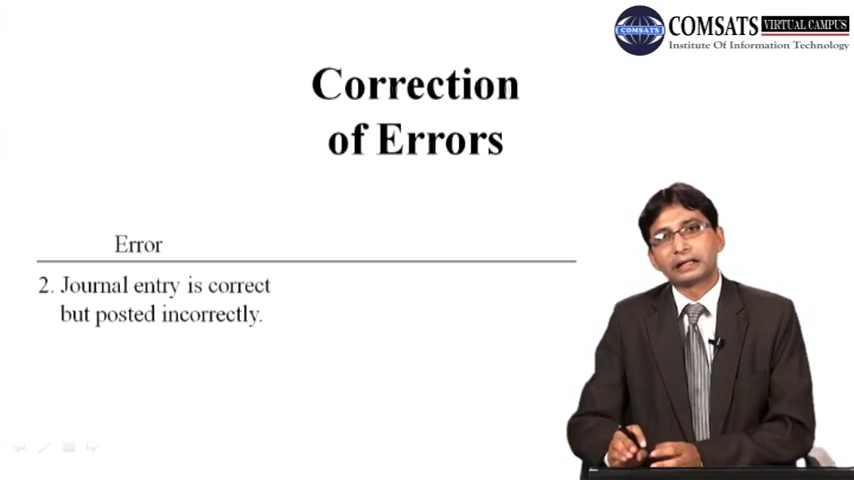 COMSATS VIRTUAL CAMPUS
Institute Of Information Technology
COMSATS
Correction
of Errors
Error
2. Journal entry is correct
but posted incorrectly.